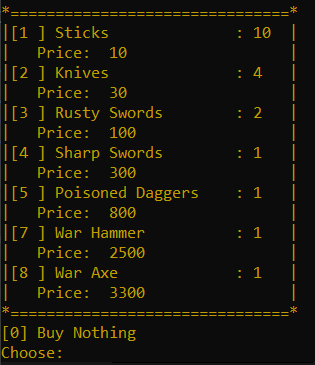 *===============================*
|[1 ] Sticks              : 10  |
|   Price:  10                  |
|[2 ] Knives              : 4   |
|   Price:  30                  |
|[3 ] Rusty Swords        : 2   |
|   Price:  100                 |
|[4 ] Sharp Swords        : 1   |
|   Price:  300                 |
|[5 ] Poisoned Daggers    : 1   |
|   Price:  800                 |
|[7 ] War Hammer          : 1   |
|   Price:  2500                |
|[8 ] War Axe             : 1   |
|   Price:  3300                |
*===============================*
[0] Buy Nothing
Choose: